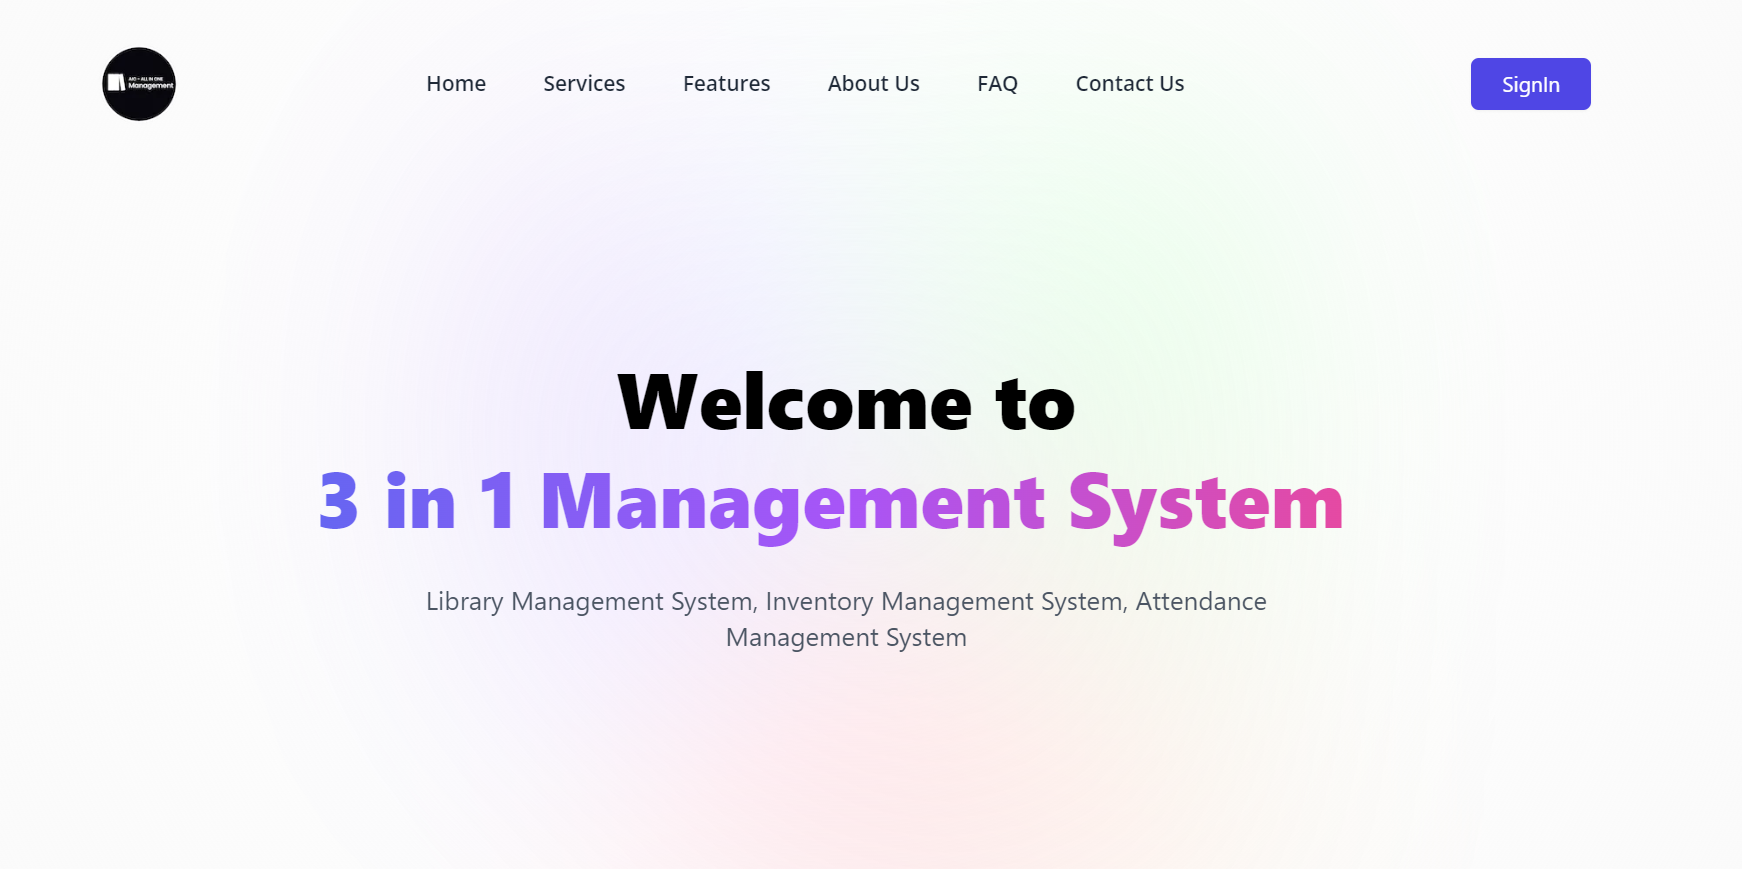 AIO - ALL IN ONE
Management
Home Services Features About Us FAQ Contact Us SignIn
Welcome to
3 in 1 Management System
Library Management System, Inventory Management System, Attendance
Management System